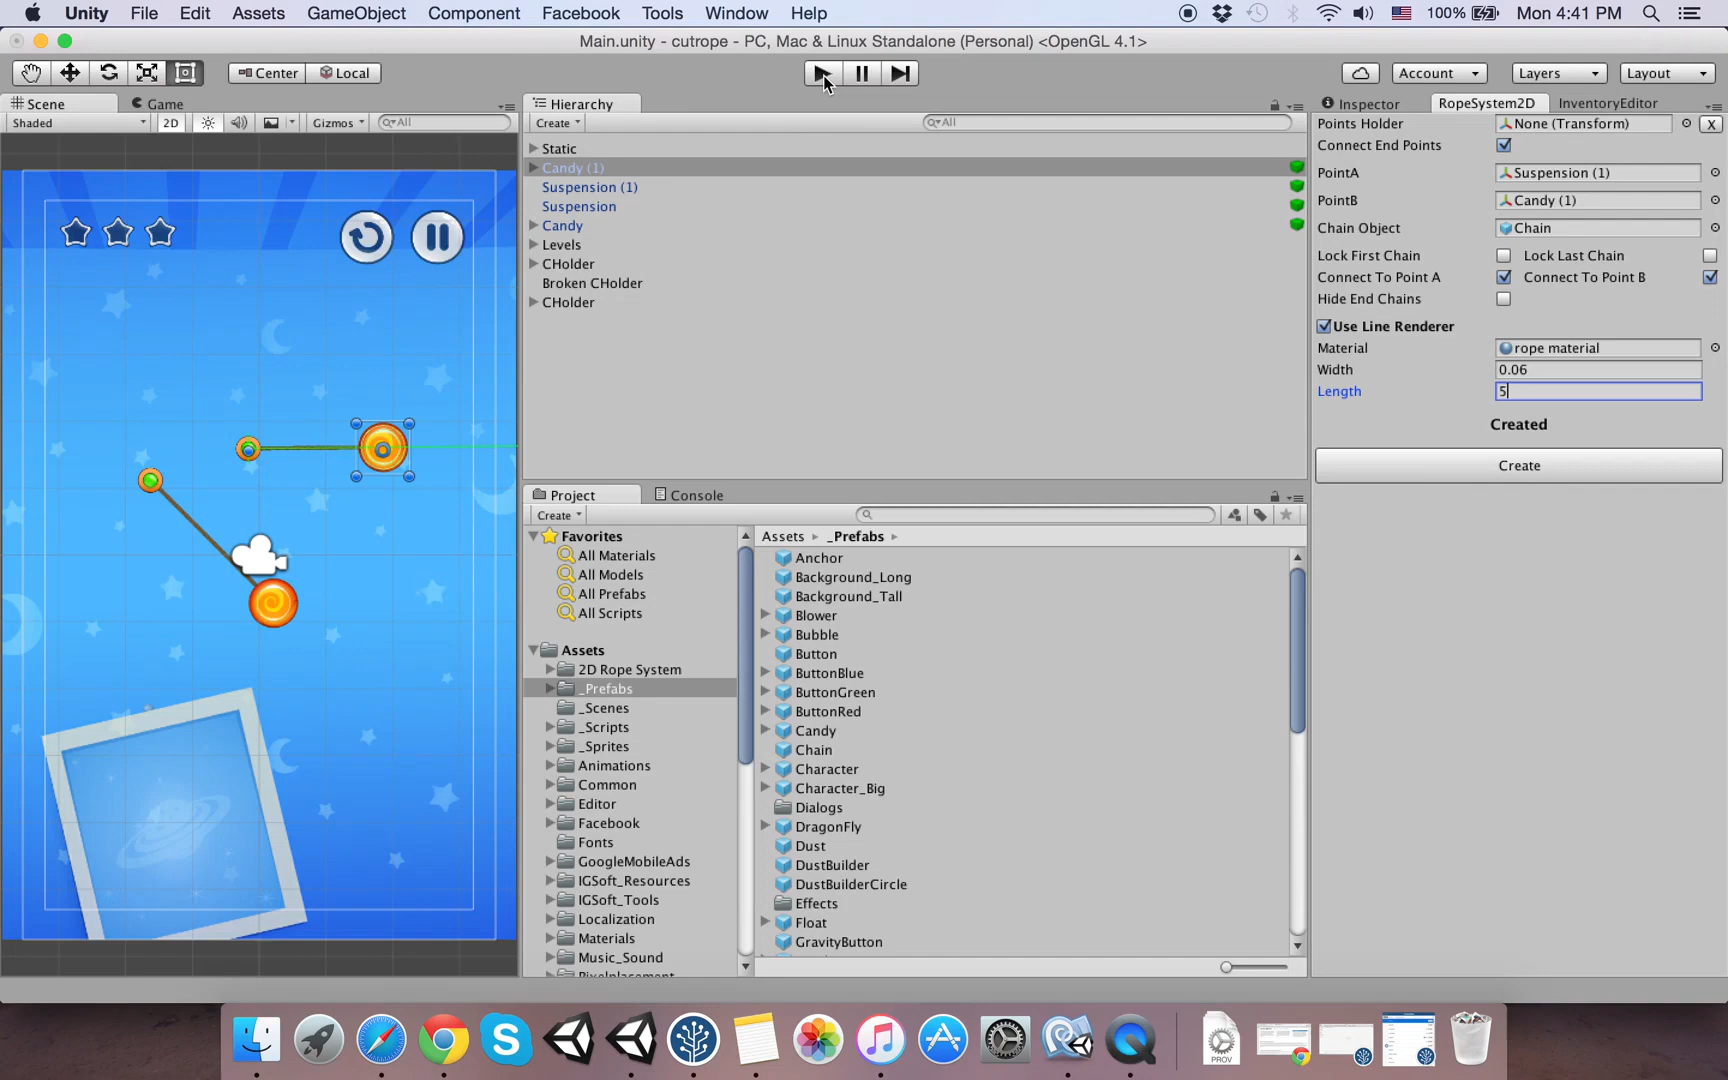 Unity File Edit Assets GameObject Component Facebook Tools Window Help 100% Mon 4:41 PM
Main.unity - cutrope - PC, Mac & Linux Standalone (Personal) <OpenGL 4.1>
Center Local Account Layers Layout
Scene Game Hierarchy Inspector RopeSystem2D InventoryEditor
Shaded 2D Gizmos All Create All
Points Holder None (Transform) X
Connect End Points
PointA Suspension (1)
PointB Candy (1)
Chain Object Chain
Lock First Chain Lock Last Chain
Connect To Point A Connect To Point B
Hide End Chains
Use Line Renderer
Material rope material
Width 0.06
Length 5
Created
Create
Static
Candy (1)
Suspension (1)
Suspension
Candy
Levels
CHolder
Broken CHolder
CHolder
Project Console
Create
Favorites
All Materials
All Models
All Prefabs
All Scripts
Assets
2D Rope System
_Prefabs
_Scenes
_Scripts
_Sprites
Animations
Common
Editor
Facebook
Fonts
GoogleMobileAds
IGSoft_Resources
IGSoft_Tools
Localization
Materials
Music_Sound
Pixelplacement
Assets _Prefabs
Anchor
Background_Long
Background_Tall
Blower
Bubble
Button
ButtonBlue
ButtonGreen
ButtonRed
Candy
Chain
Character
Character_Big
Dialogs
DragonFly
Dust
DustBuilder
DustBuilderCircle
Effects
Float
GravityButton
PROV